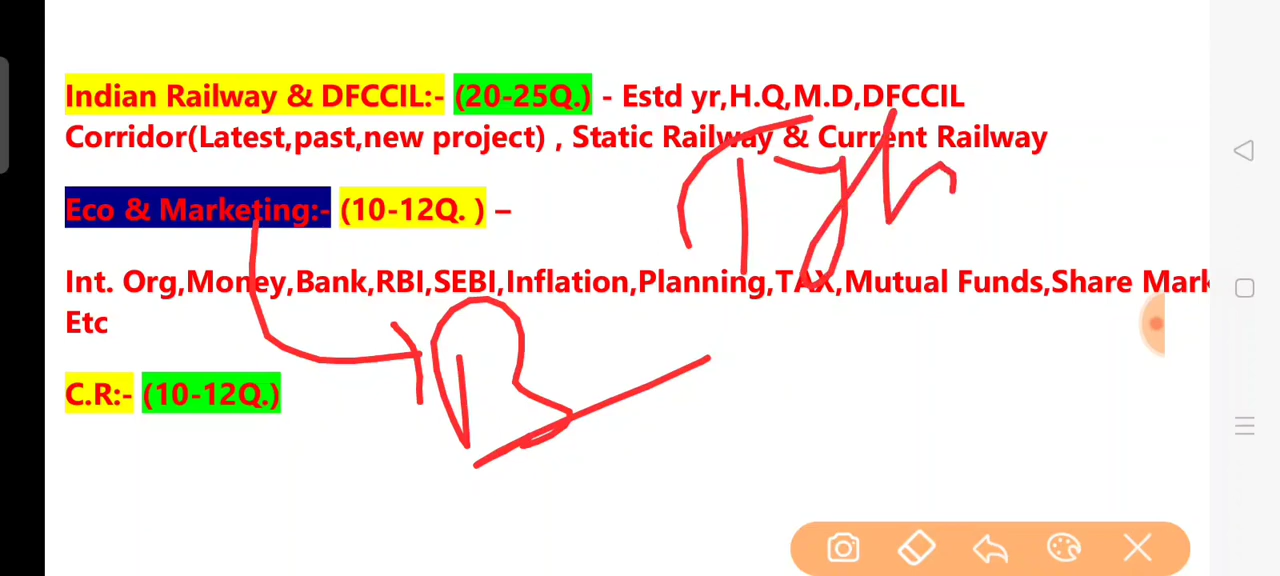 Indian Railway & DFCCIL:- (20-25Q.) - Estd yr,H.Q,M.D,DFCCIL
Corridor(Latest,past,new project) , Static Railway & Current Railway
Eco & Marketing:- (10-12Q. ) –
Int. Org,Money,Bank,RBI,SEBI,Inflation,Planning,TAX,Mutual Funds,Share Mark
Etc
B
C.R:- (10-12Q.)